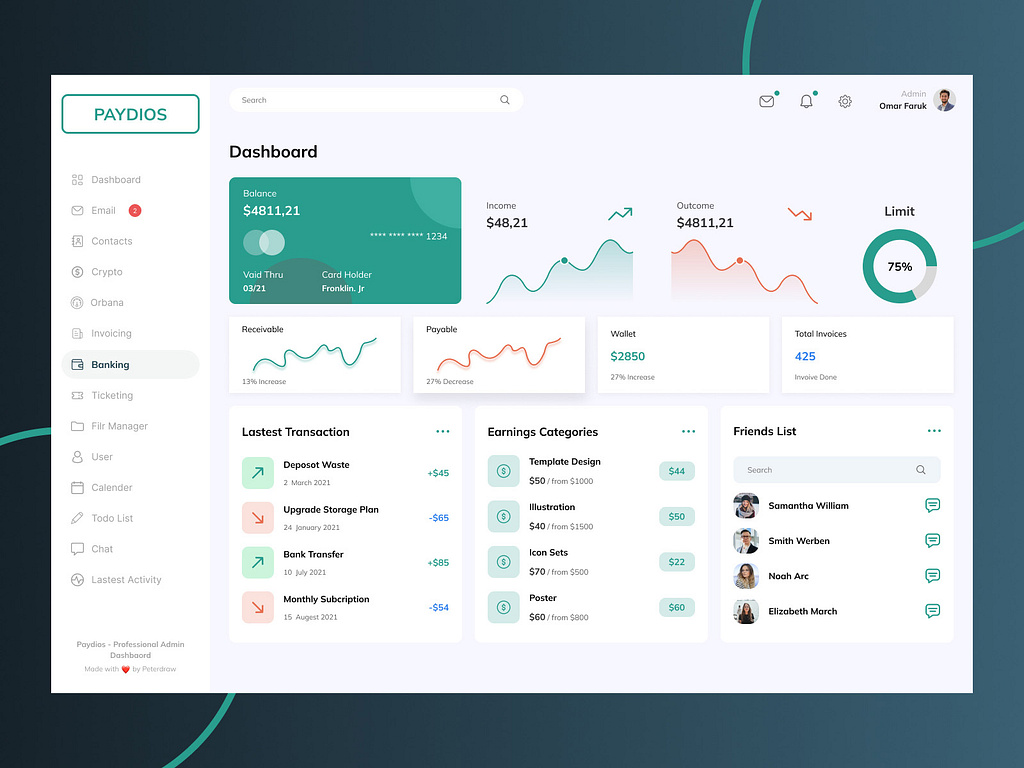 PAYDIOS
Search
Admin
Omar Faruk
Dashboard
Email 2
Contacts
Crypto
Orbana
Invoicing
Banking
Ticketing
Filr Manager
User
Calender
Todo List
Chat
Lastest Activity
Paydios - Professional Admin
Dashbaord
Made with ❤️ by Peterdraw
Dashboard
Balance
$4811,21
**** **** **** 1234
Vaid Thru
03/21
Card Holder
Fronklin. Jr
Income
$48,21
Outcome
$4811,21
Limit
75%
Receivable
13% Increase
Payable
27% Decrease
Wallet
$2850
27% Increase
Total Invoices
425
Invoive Done
Lastest Transaction
Deposot Waste
2 March 2021
+$45
Upgrade Storage Plan
24 January 2021
-$65
Bank Transfer
10 July 2021
+$85
Monthly Subcription
15 Augest 2021
-$54
Earnings Categories
Template Design
$50 / from $1000
$44
Illustration
$40 / from $1500
$50
Icon Sets
$70 / from $500
$22
Poster
$60 / from $800
$60
Friends List
Search
Samantha William
Smith Werben
Noah Arc
Elizabeth March